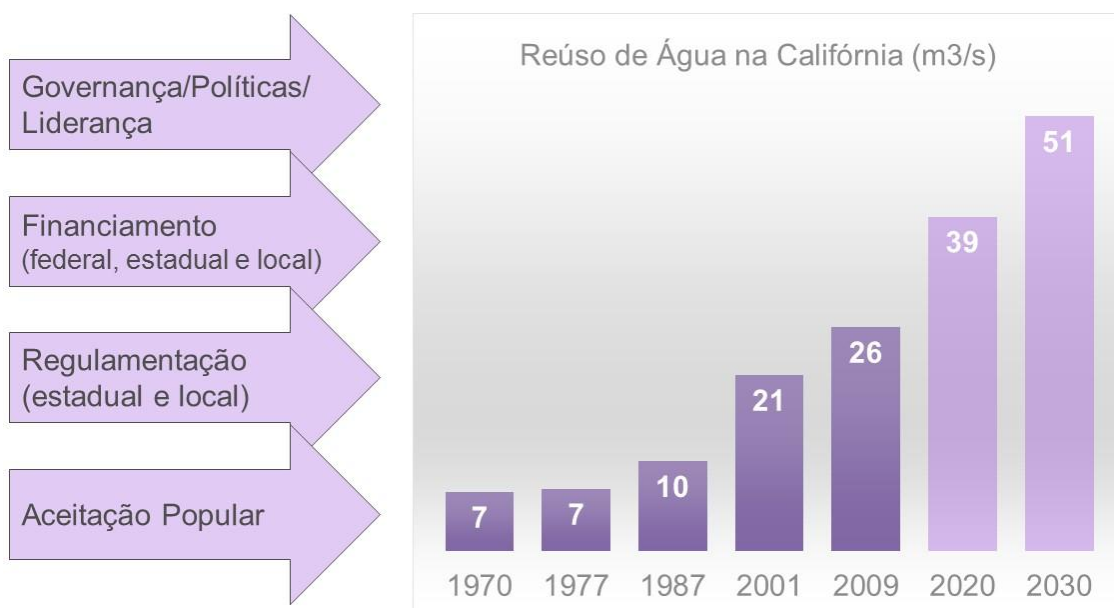 Governança/Políticas/
Liderança
Financiamento
(federal, estadual e local)
Regulamentação
(estadual e local)
Aceitação Popular
Reúso de Água na Califórnia (m3/s)
7
7
10
21
26
39
51
1970 1977 1987 2001 2009 2020 2030